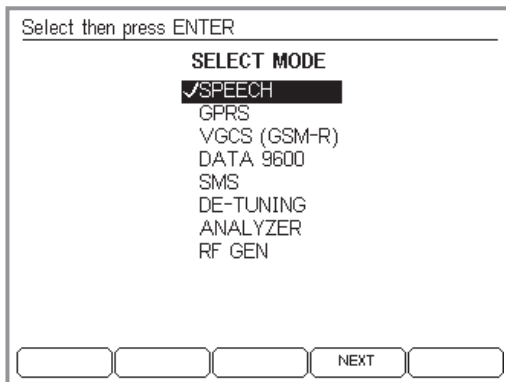 Select then press ENTER
SELECT MODE
✓SPEECH
GPRS
VGCS (GSM-R)
DATA 9600
SMS
DE-TUNING
ANALYZER
RF GEN
NEXT